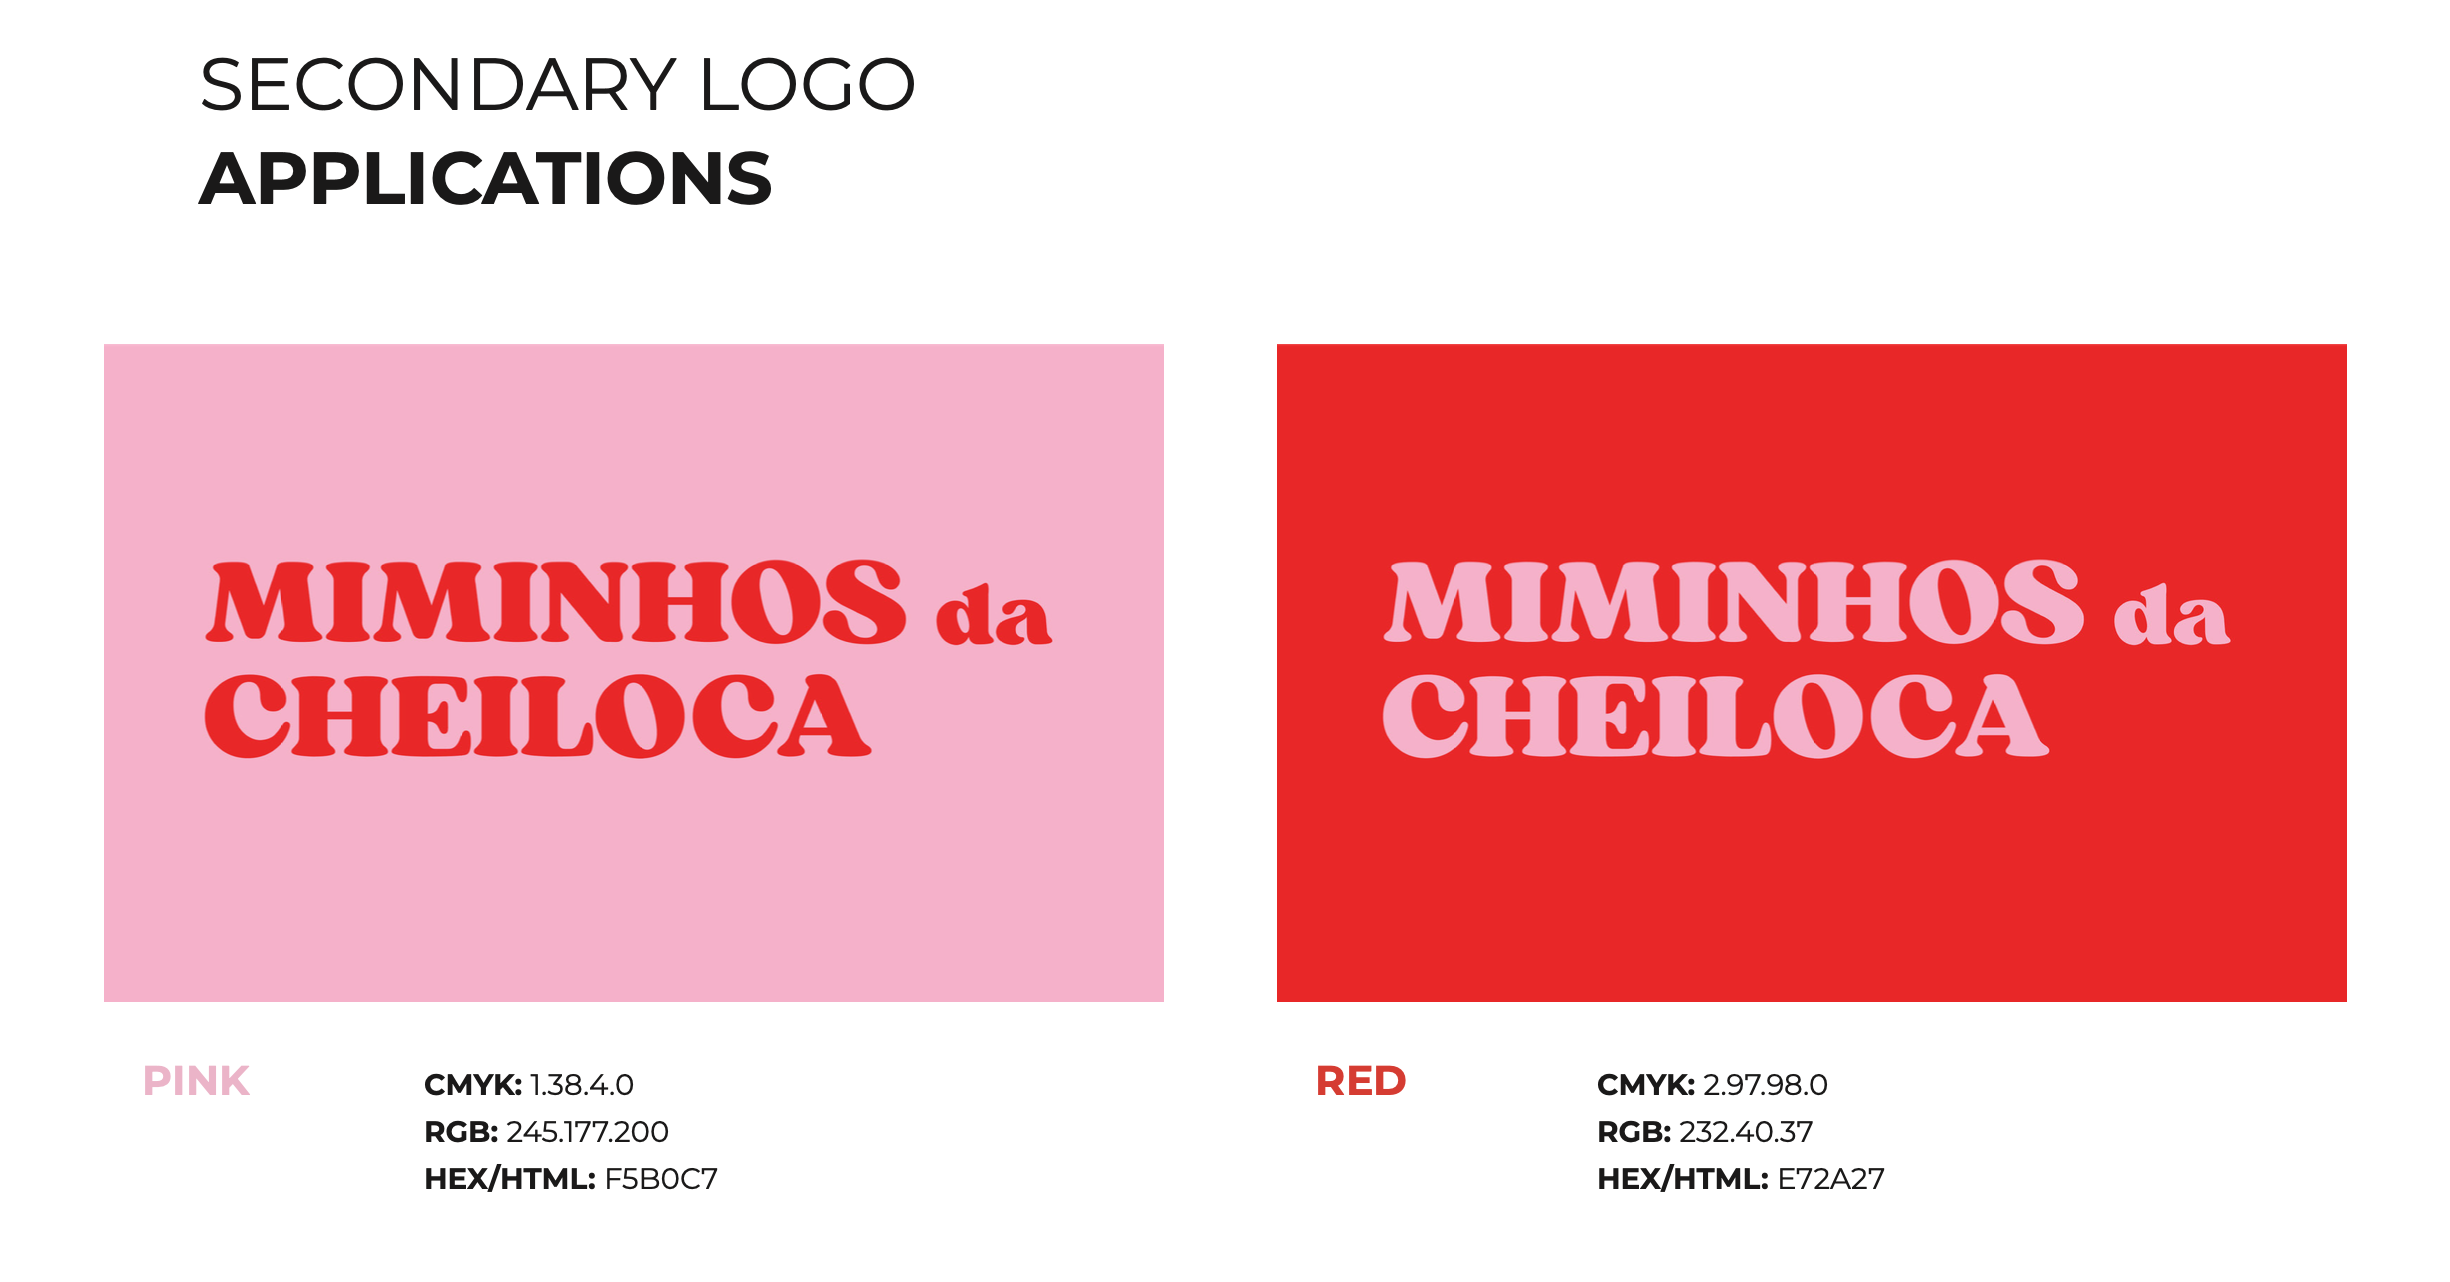 SECONDARY LOGO
APPLICATIONS
MIMINHOS da
CHEILOCA
MIMINHOS da
CHEILOCA
PINK
CMYK: 1.38.4.0
RGB: 245.177.200
HEX/HTML: F5B0C7
RED
CMYK: 2.97.98.0
RGB: 232.40.37
HEX/HTML: E72A27